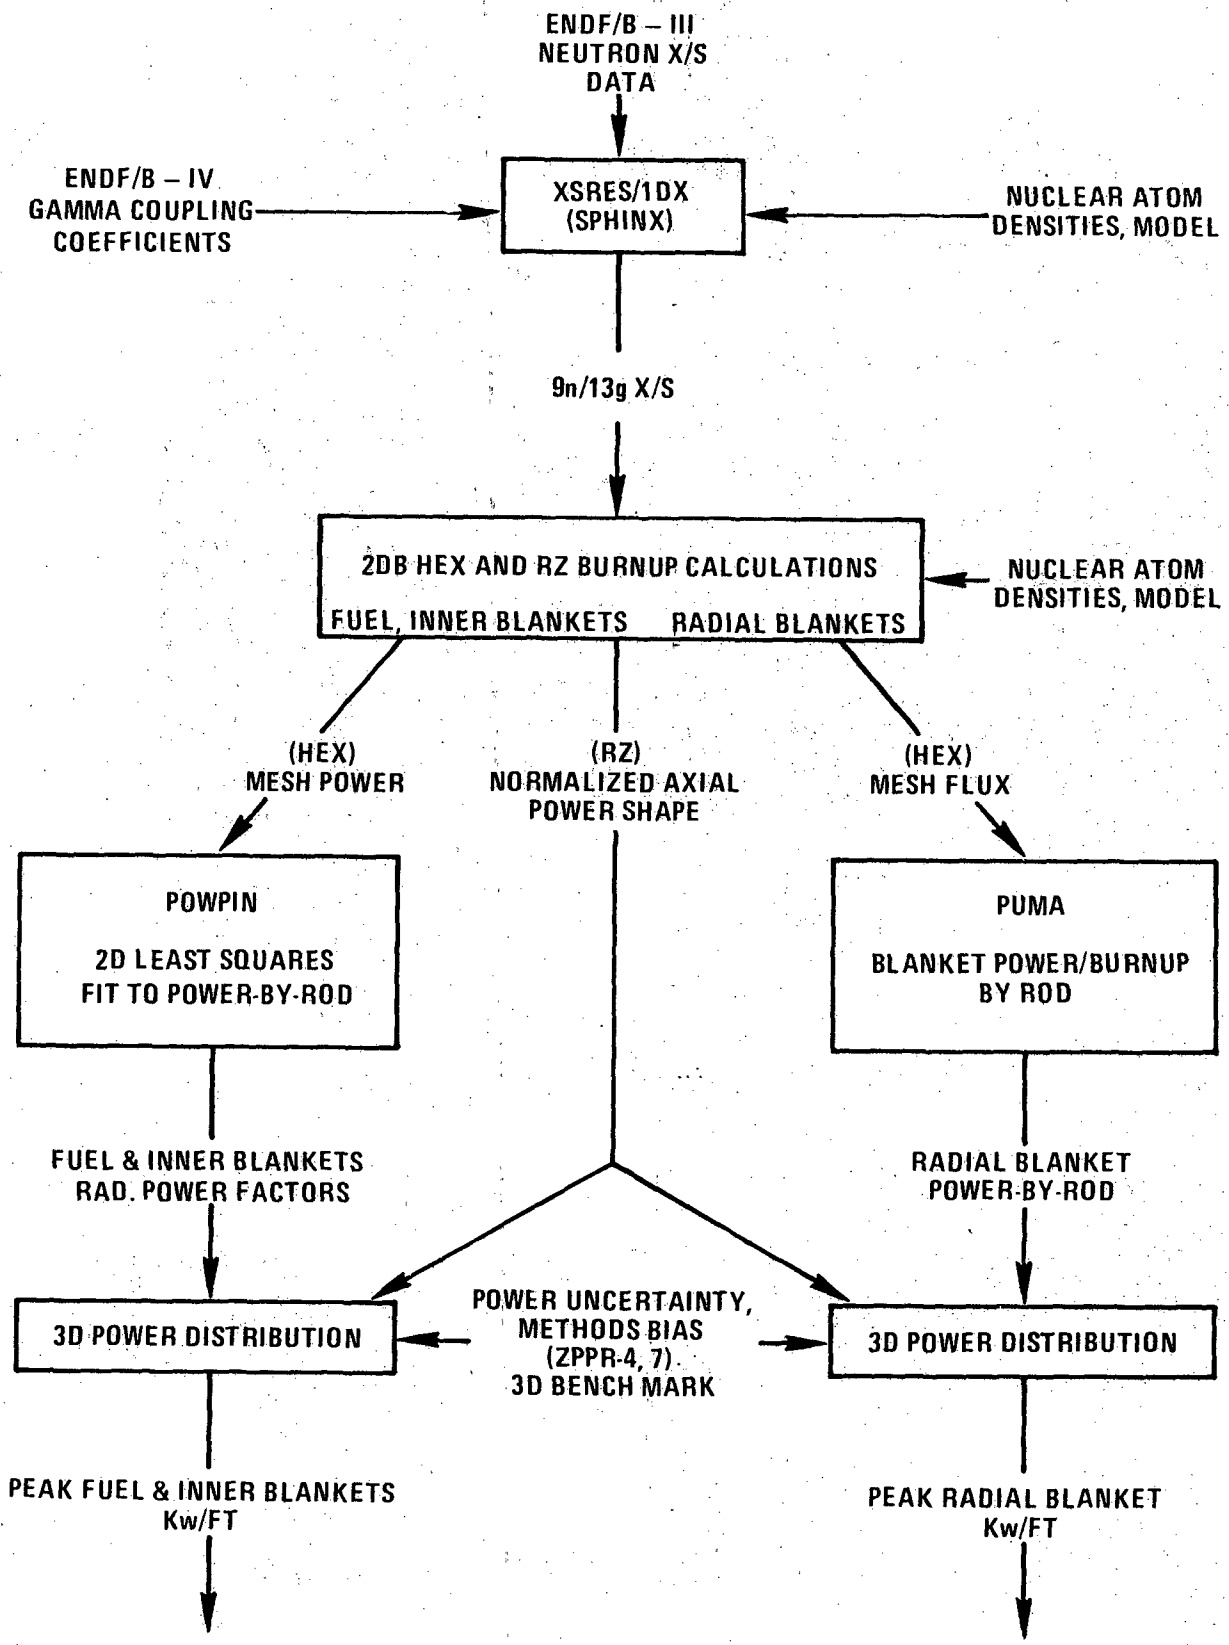 ENDF/B – III
NEUTRON X/S
DATA
ENDF/B – IV
GAMMA COUPLING
COEFFICIENTS
XSRES/1DX
(SPHINX)
NUCLEAR ATOM
DENSITIES, MODEL
9n/13g X/S
2DB HEX AND RZ BURNUP CALCULATIONS
FUEL, INNER BLANKETS RADIAL BLANKETS
NUCLEAR ATOM
DENSITIES, MODEL
(HEX)
MESH POWER
(RZ)
NORMALIZED AXIAL
POWER SHAPE
(HEX)
MESH FLUX
POWPIN
2D LEAST SQUARES
FIT TO POWER-BY-ROD
PUMA
BLANKET POWER/BURNUP
BY ROD
FUEL & INNER BLANKETS
RAD. POWER FACTORS
RADIAL BLANKET
POWER-BY-ROD
3D POWER DISTRIBUTION
POWER UNCERTAINTY,
METHODS BIAS
(ZPPR-4, 7)
3D BENCH MARK
3D POWER DISTRIBUTION
PEAK FUEL & INNER BLANKETS
Kw/FT
PEAK RADIAL BLANKET
Kw/FT